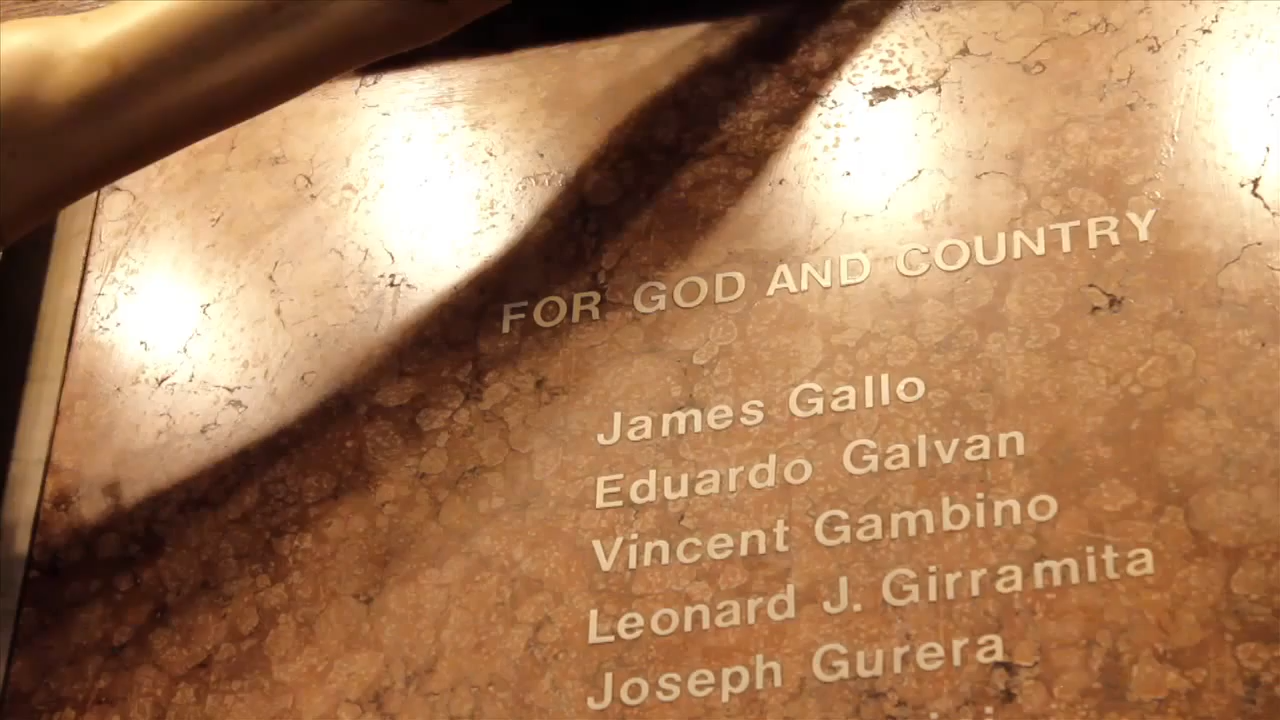 FOR GOD AND COUNTRY
James Gallo
Eduardo Galvan
Vincent Gambino
Leonard J. Girramita
Joseph Gurera